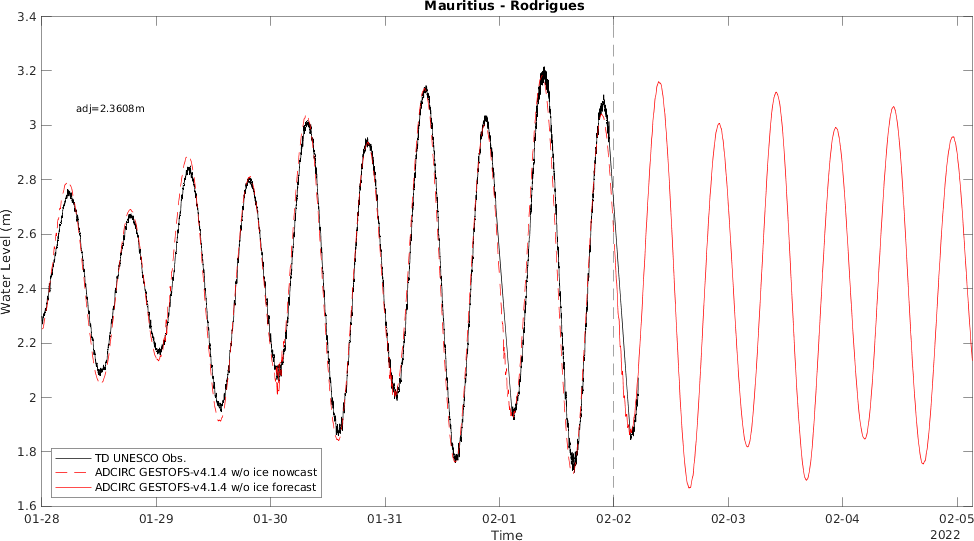 Mauritius - Rodrigues
3.4
3.2
3
2.8
2.6
2.4
2.2
2
1.8
1.6
Water Level (m)
adj=2.3608m
TD UNESCO Obs.
ADCIRC GESTOFS-v4.1.4 w/o ice nowcast
ADCIRC GESTOFS-v4.1.4 w/o ice forecast
01-28 01-29 01-30 01-31 02-01 02-02 02-03 02-04 02-05
Time
2022